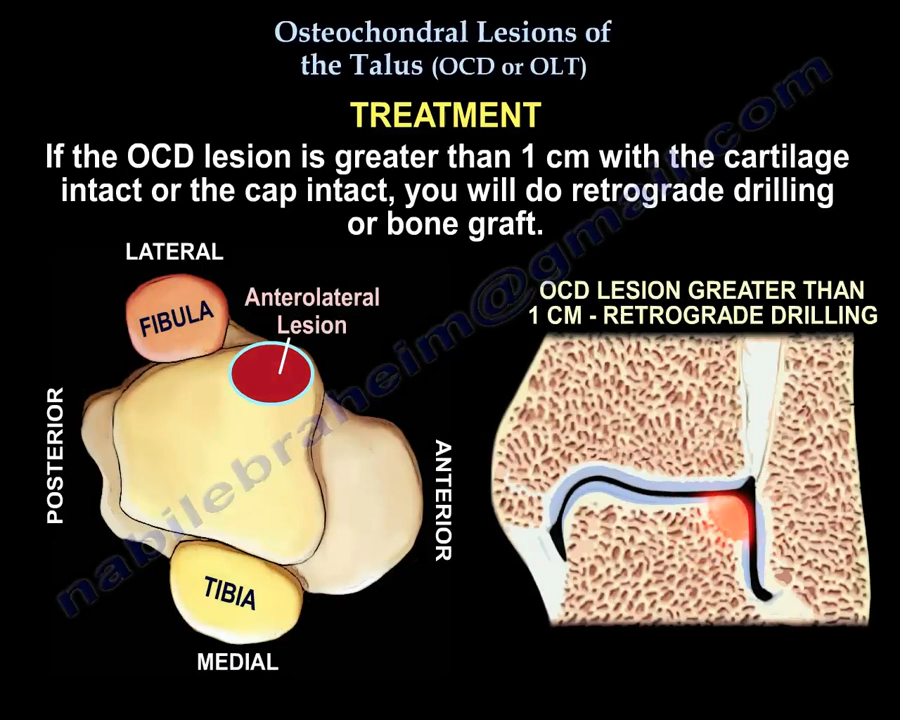 Osteochondral Lesions of
the Talus (OCD or OLT)
TREATMENT
If the OCD lesion is greater than 1 cm with the cartilage
intact or the cap intact, you will do retrograde drilling
or bone graft.
LATERAL
FIBULA
Anterolateral
Lesion
POSTERIOR
ANTERIOR
TIBIA
MEDIAL
OCD LESION GREATER THAN
1 CM - RETROGRADE DRILLING
nabilebraheim@gmail.com